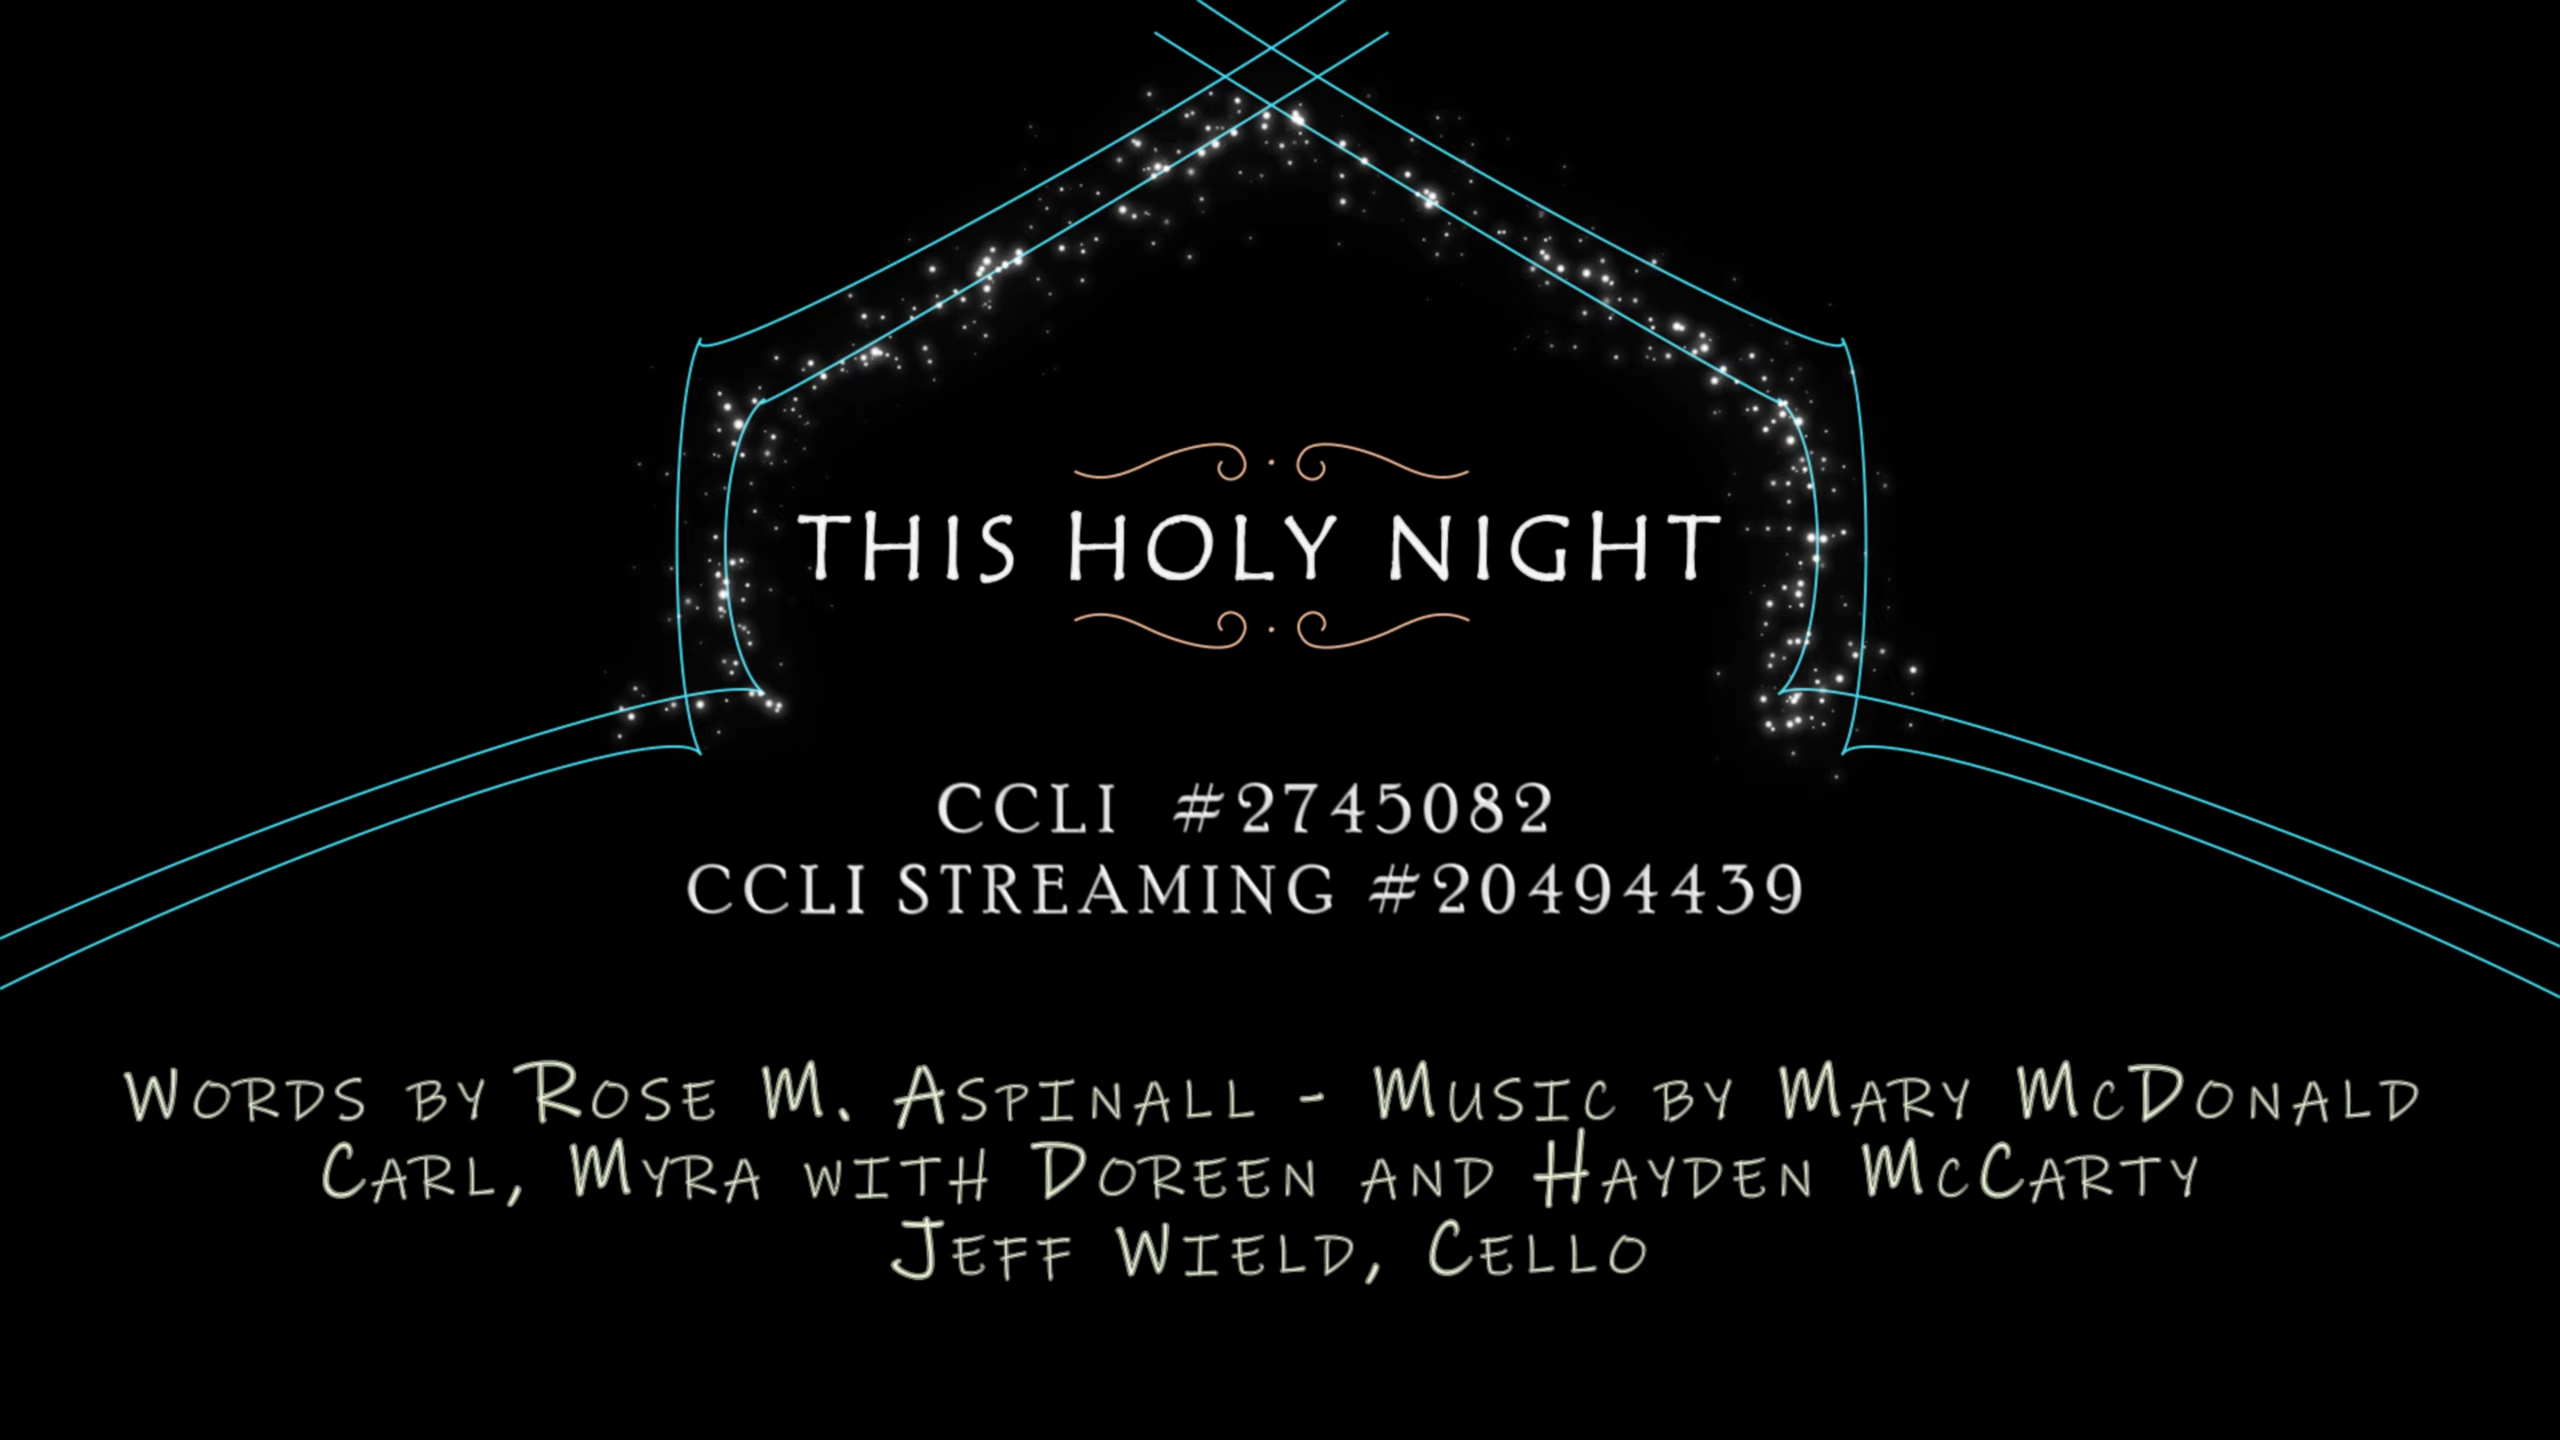 THIS HOLY NIGHT
CCLI #2745082
CCLI STREAMING #20494439
Words by Rose M. Aspinall - Music by Mary McDonald
Carl, Myra with Doreen and Hayden McCarty
Jeff Wield, Cello